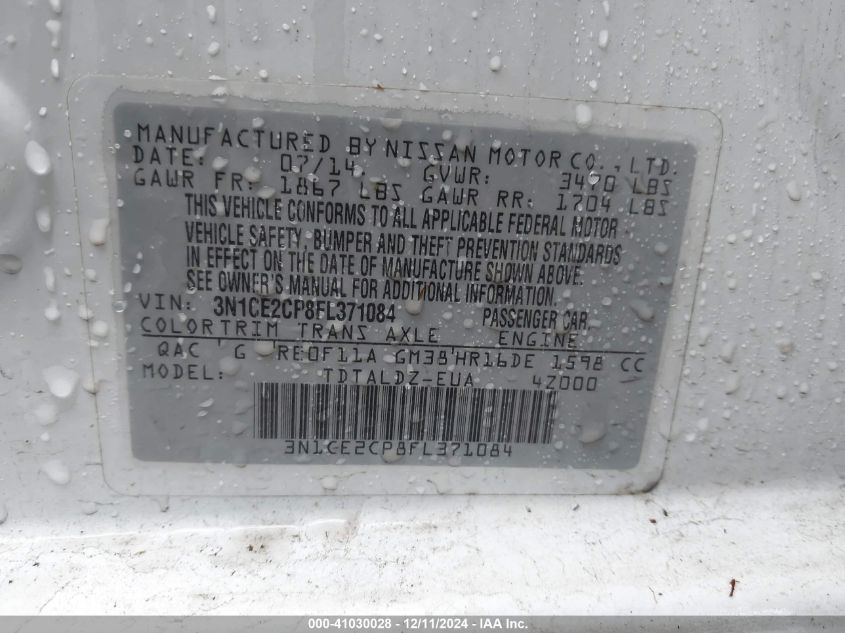 MANUFACTURED BY NISSAN MOTOR CO., LTD.
DATE: 07/14 GVWR: 3470 LBS
GAWR FR: 1867 LBS GAWR RR: 1704 LBS
THIS VEHICLE CONFORMS TO ALL APPLICABLE FEDERAL MOTOR
VEHICLE SAFETY, BUMPER AND THEFT PREVENTION STANDARDS
IN EFFECT ON THE DATE OF MANUFACTURE SHOWN ABOVE.
SEE OWNER'S MANUAL FOR ADDITIONAL INFORMATION.
VIN: 3N1CE2CP8FL371084 PASSENGER CAR.
COLOR TRIM TRANS AXLE ENGINE
QAC G RE0F11A GM38 HR16DE 1598 CC
MODEL: TDTALDZ-EUA 4Z000
3N1CE2CP8FL371084
000-41030028 - 12/11/2024 - IAA Inc.